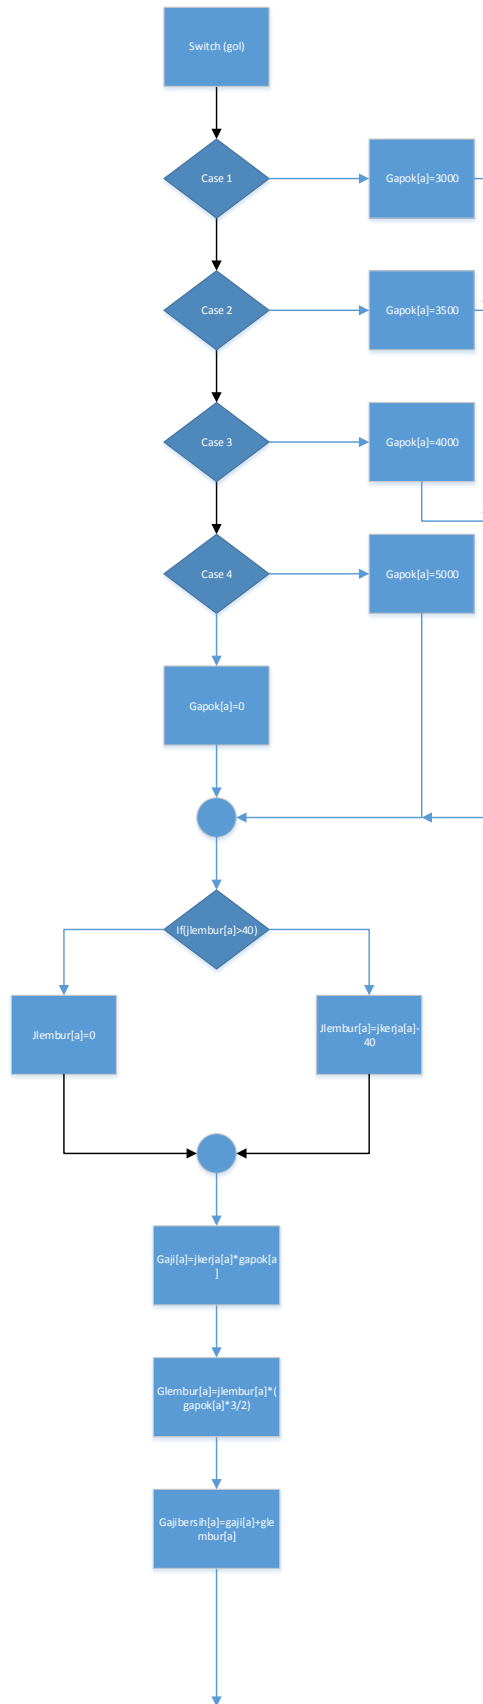 Switch (gol)
Case 1
Gapok[a]=3000
Case 2
Gapok[a]=3500
Case 3
Gapok[a]=4000
Case 4
Gapok[a]=5000
Gapok[a]=0
If(jlembur[a]>40)
Jlembur[a]=0
Jlembur[a]=jkerja[a]-
40
Gaji[a]=jkerja[a]*gapok[a
]
Glembur[a]=jlembur[a]*(
gapok[a]*3/2)
Gajibersih[a]=gaji[a]+gle
mbur[a]